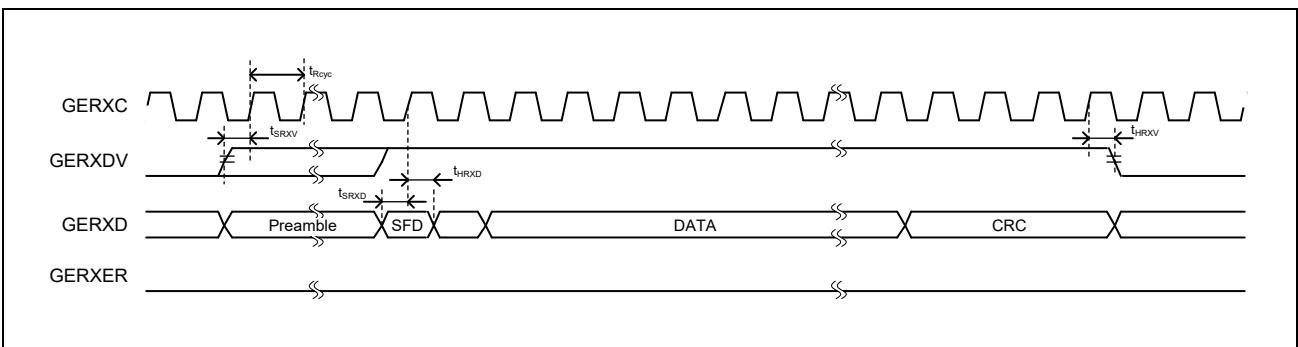 tRcyc
GERXC
tSRXV
tHRXV
GERXDV
tHRXD
tSRXD
GERXD
Preamble
SFD
DATA
CRC
GERXER